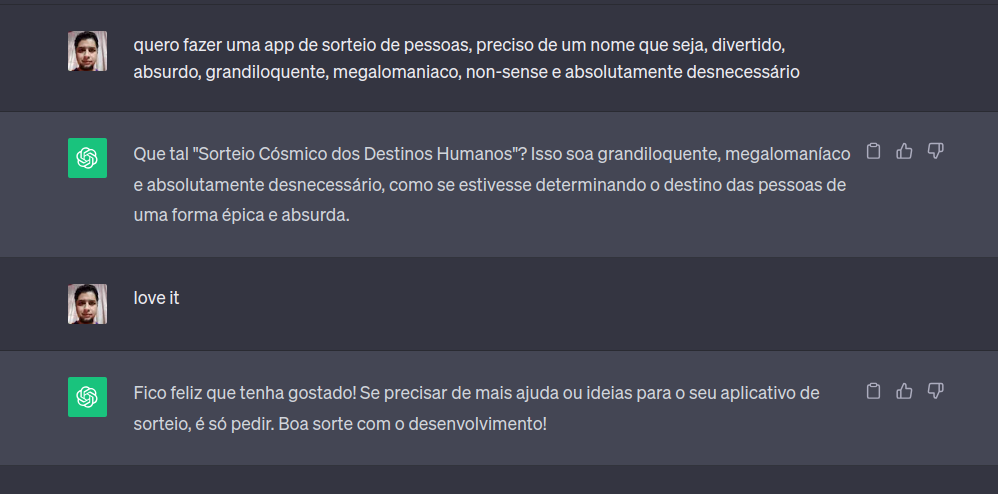 quero fazer uma app de sorteio de pessoas, preciso de um nome que seja, divertido,
absurdo, grandiloquente, megalomaniaco, non-sense e absolutamente desnecessário
Que tal "Sorteio Cósmico dos Destinos Humanos"? Isso soa grandiloquente, megalomaníaco
e absolutamente desnecessário, como se estivesse determinando o destino das pessoas de
uma forma épica e absurda.
love it
Fico feliz que tenha gostado! Se precisar de mais ajuda ou ideias para o seu aplicativo de
sorteio, é só pedir. Boa sorte com o desenvolvimento!